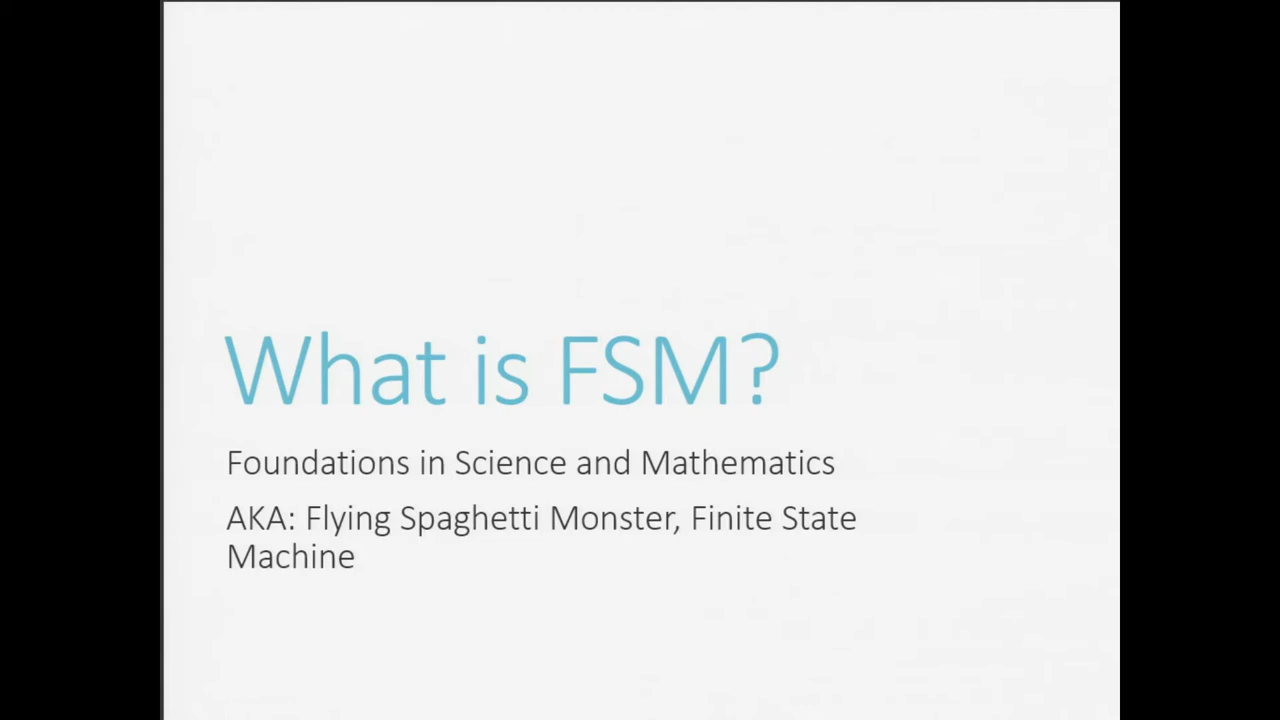 What is FSM?
Foundations in Science and Mathematics
AKA: Flying Spaghetti Monster, Finite State
Machine